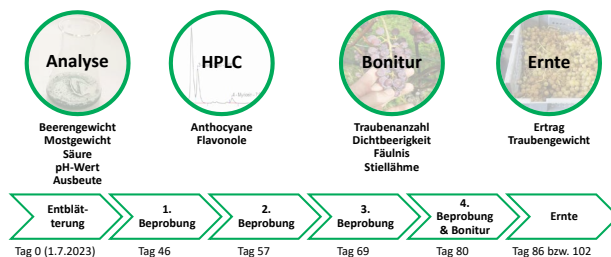 Analyse
HPLC
Bonitur
Ernte
Beerengewicht
Mostgewicht
Säure
pH-Wert
Ausbeute
Anthocyane
Flavonole
Traubenanzahl
Dichtbeerigkeit
Fäulnis
Stiellähme
Ertrag
Traubengewicht
Entblät-
terung
1.
Beprobung
2.
Beprobung
3.
Beprobung
4.
Beprobung
& Bonitur
Ernte
Tag 0 (1.7.2023)
Tag 46
Tag 57
Tag 69
Tag 80
Tag 86 bzw. 102